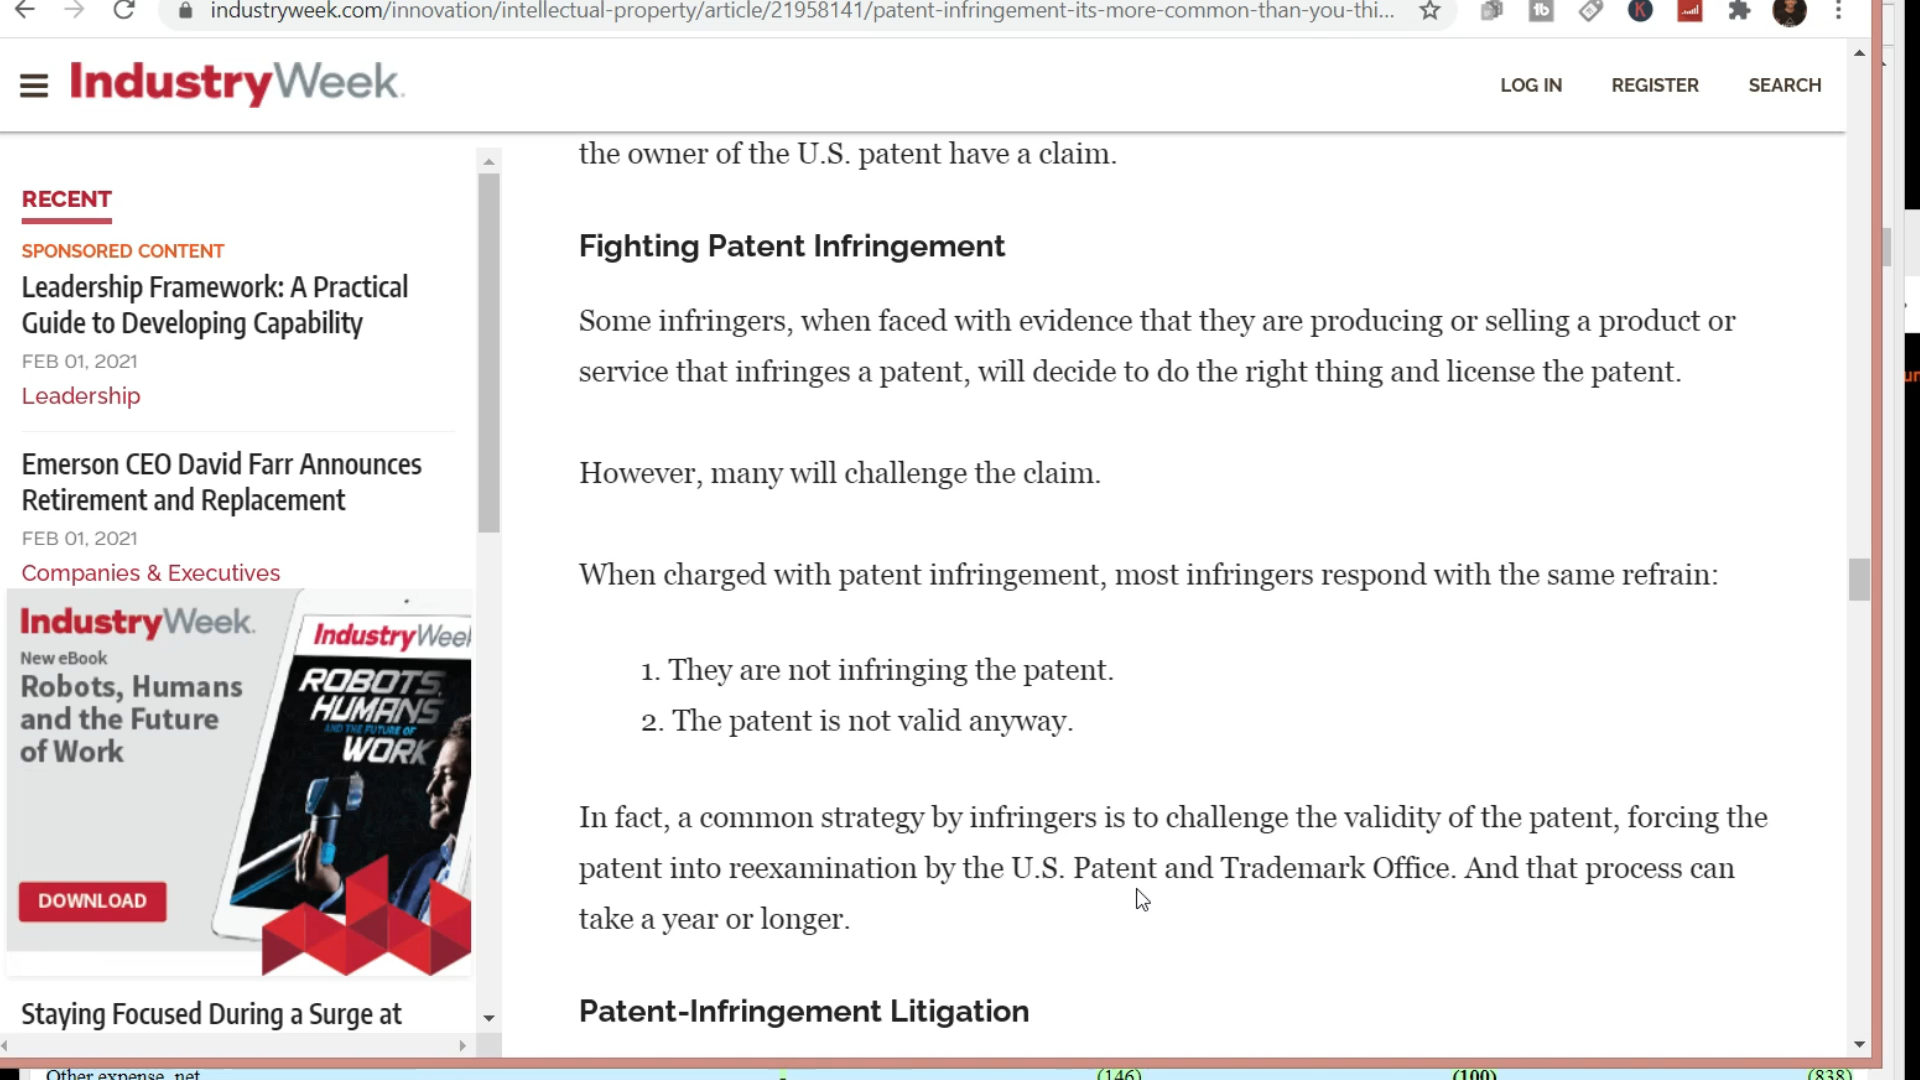 industryweek.com/innovation/intellectual-property/article/21958141/patent-infringement-its-more-common-than-you-thi...
IndustryWeek.
LOG IN
REGISTER
SEARCH
RECENT
SPONSORED CONTENT
Leadership Framework: A Practical
Guide to Developing Capability
FEB 01, 2021
Leadership
Emerson CEO David Farr Announces
Retirement and Replacement
FEB 01, 2021
Companies & Executives
IndustryWeek.
New eBook
Robots, Humans
and the Future
of Work
DOWNLOAD
IndustryWeek
ROBOTS,
HUMANS
AND THE FUTURE OF
WORK
Staying Focused During a Surge at
the owner of the U.S. patent have a claim.
Fighting Patent Infringement
Some infringers, when faced with evidence that they are producing or selling a product or
service that infringes a patent, will decide to do the right thing and license the patent.
However, many will challenge the claim.
When charged with patent infringement, most infringers respond with the same refrain:
1. They are not infringing the patent.
2. The patent is not valid anyway.
In fact, a common strategy by infringers is to challenge the validity of the patent, forcing the
patent into reexamination by the U.S. Patent and Trademark Office. And that process can
take a year or longer.
Patent-Infringement Litigation
Other expense, net
(146)
(100)
(838)